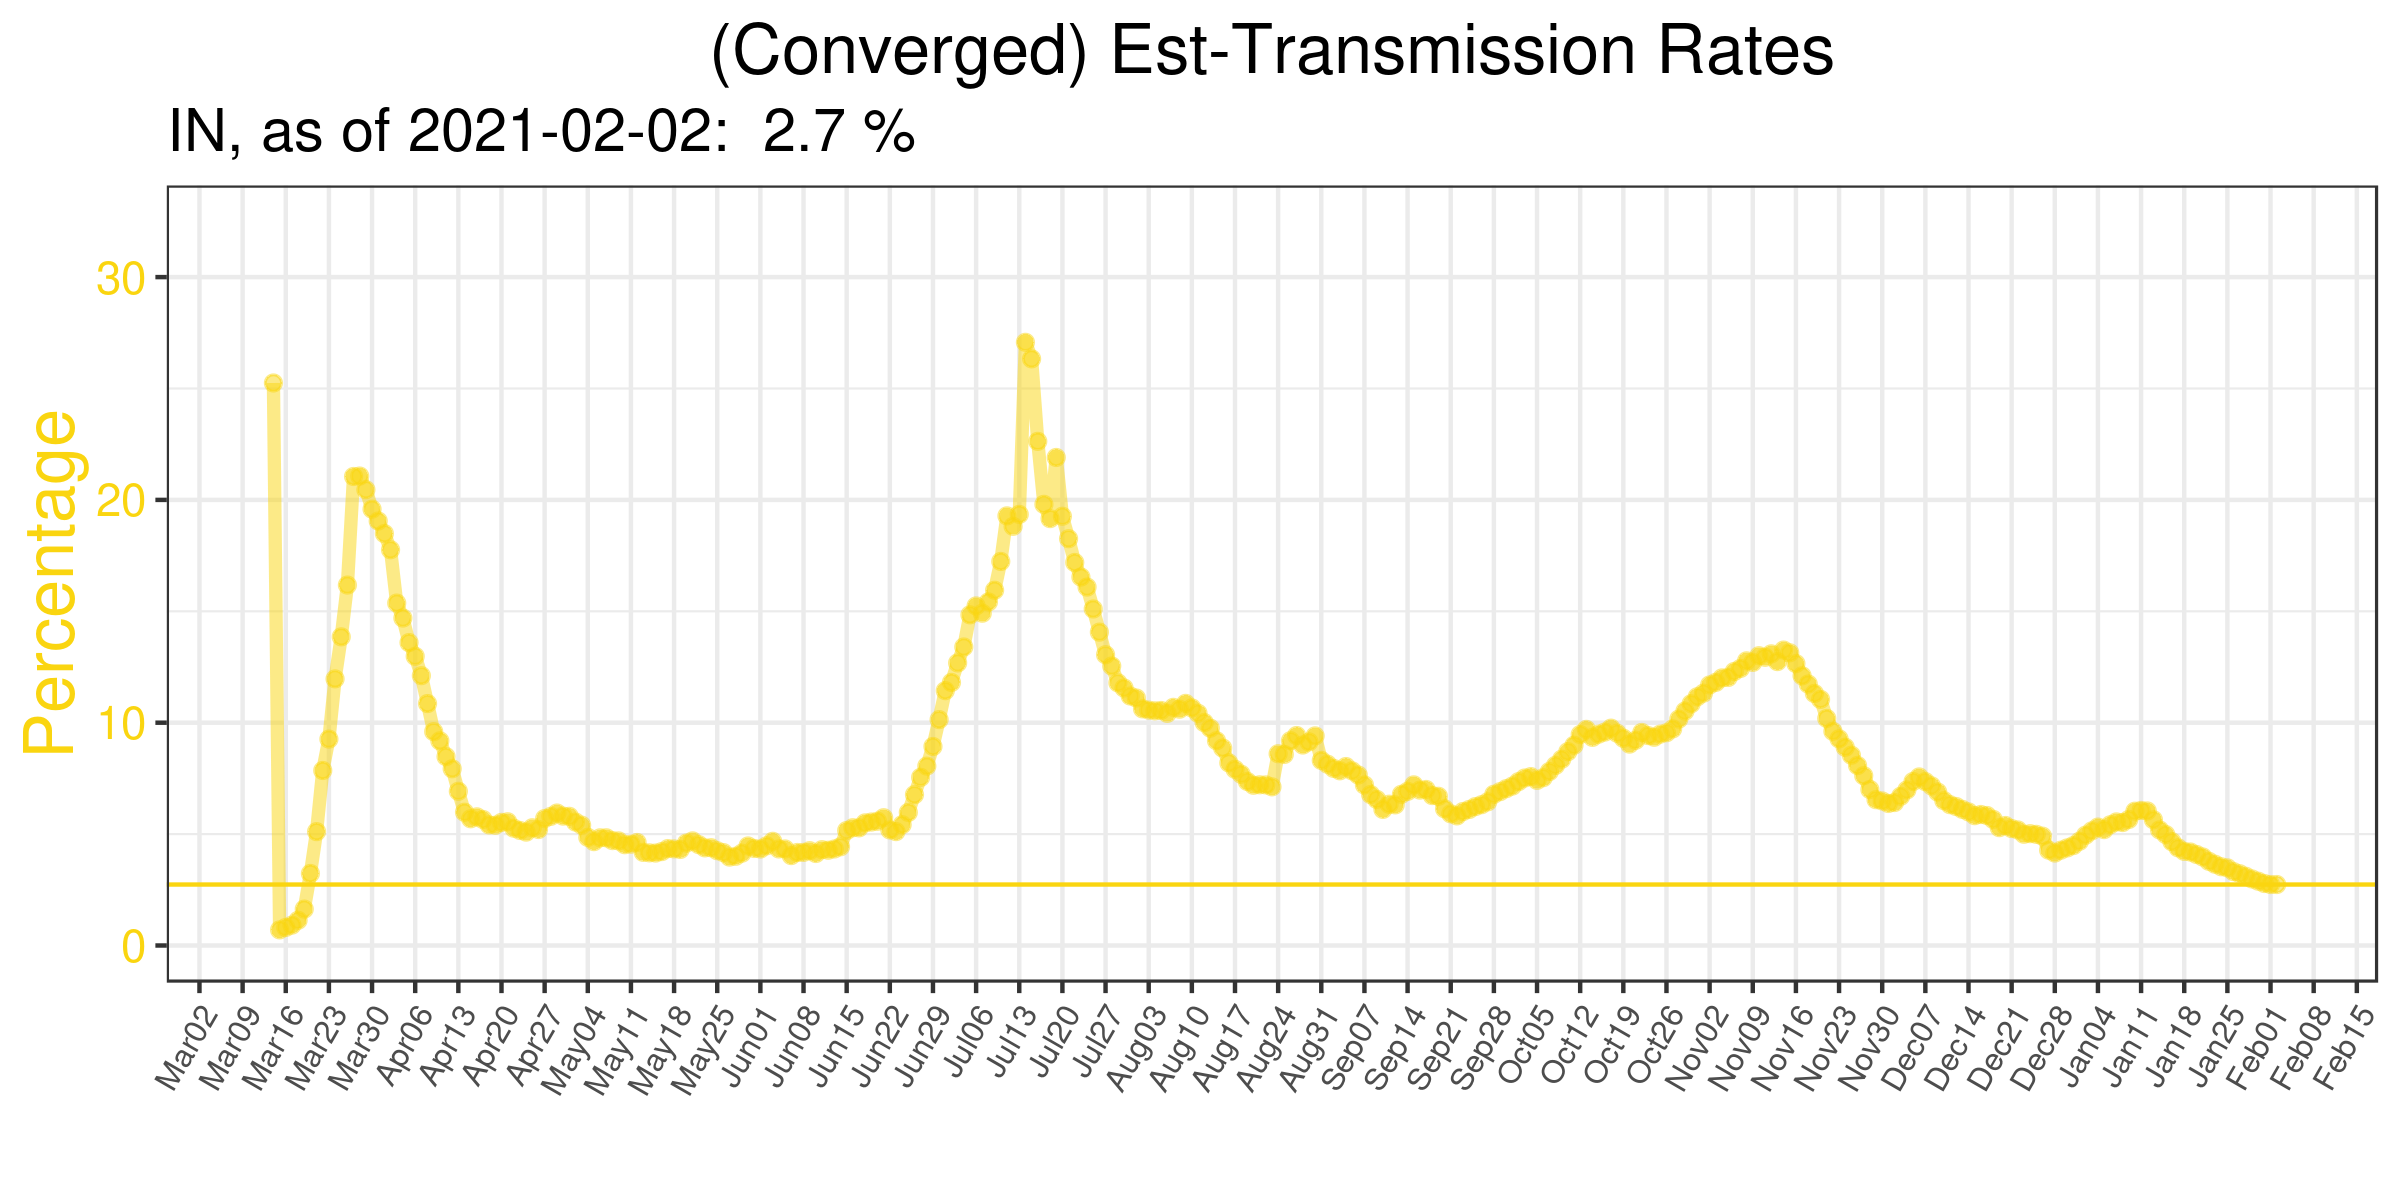 (Converged) Est-Transmission Rates
IN, as of 2021-02-02:  2.7 %
Percentage
30
20
10
0
Mar02
Mar09
Mar16
Mar23
Mar30
Apr06
Apr13
Apr20
Apr27
May04
May11
May18
May25
Jun01
Jun08
Jun15
Jun22
Jun29
Jul06
Jul13
Jul20
Jul27
Aug03
Aug10
Aug17
Aug24
Aug31
Sep07
Sep14
Sep21
Sep28
Oct05
Oct12
Oct19
Oct26
Nov02
Nov09
Nov16
Nov23
Nov30
Dec07
Dec14
Dec21
Dec28
Jan04
Jan11
Jan18
Jan25
Feb01
Feb08
Feb15